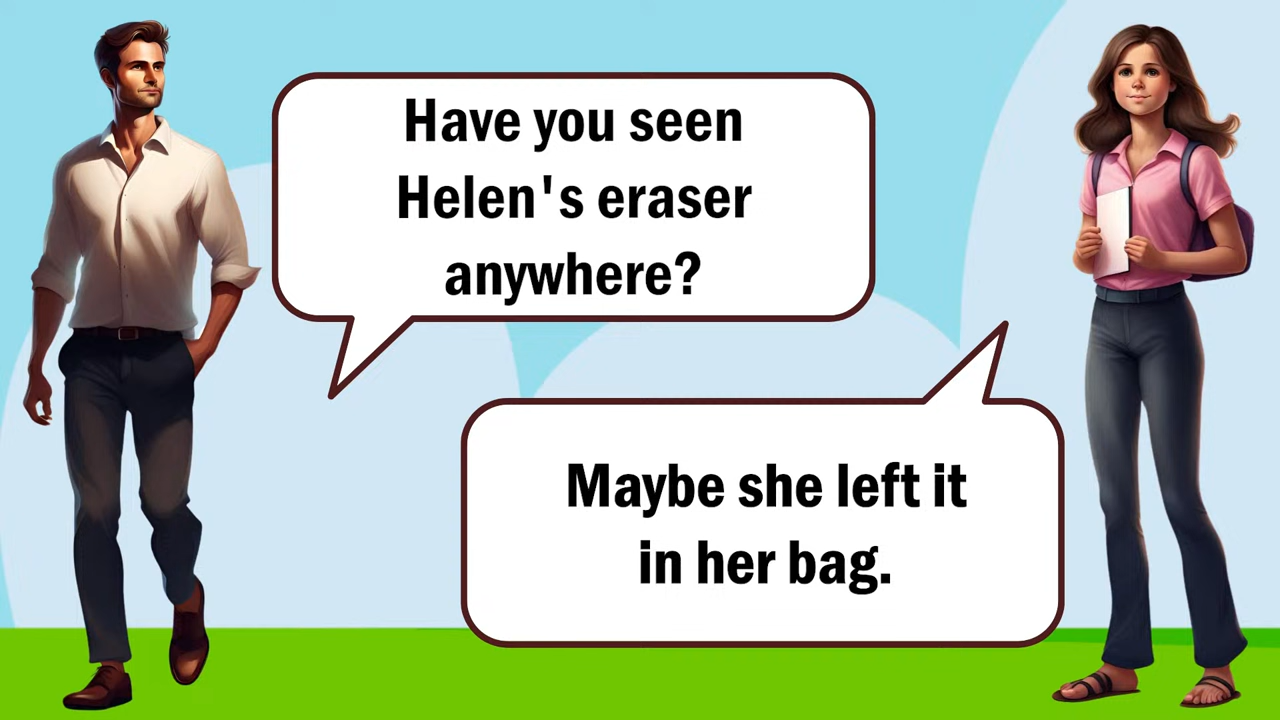 Have you seen
Helen's eraser
anywhere?
Maybe she left it
in her bag.